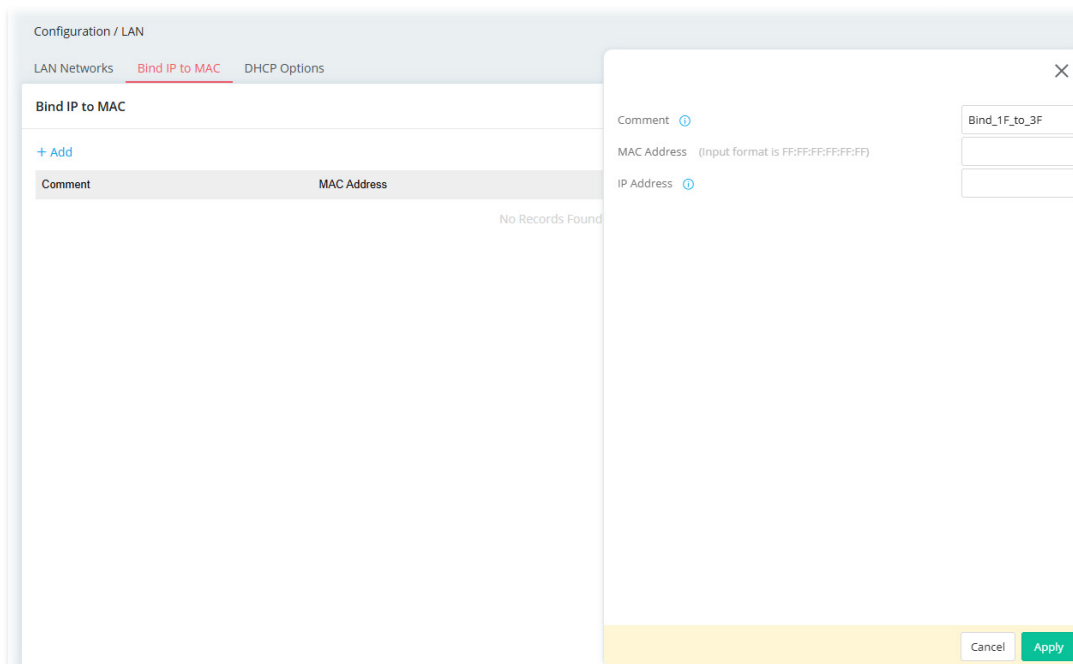 Configuration / LAN
LAN Networks Bind IP to MAC DHCP Options
Bind IP to MAC
+ Add
Comment MAC Address
No Records Found
Comment Bind_1F_to_3F
MAC Address (Input format is FF:FF:FF:FF:FF:FF)
IP Address
Cancel Apply